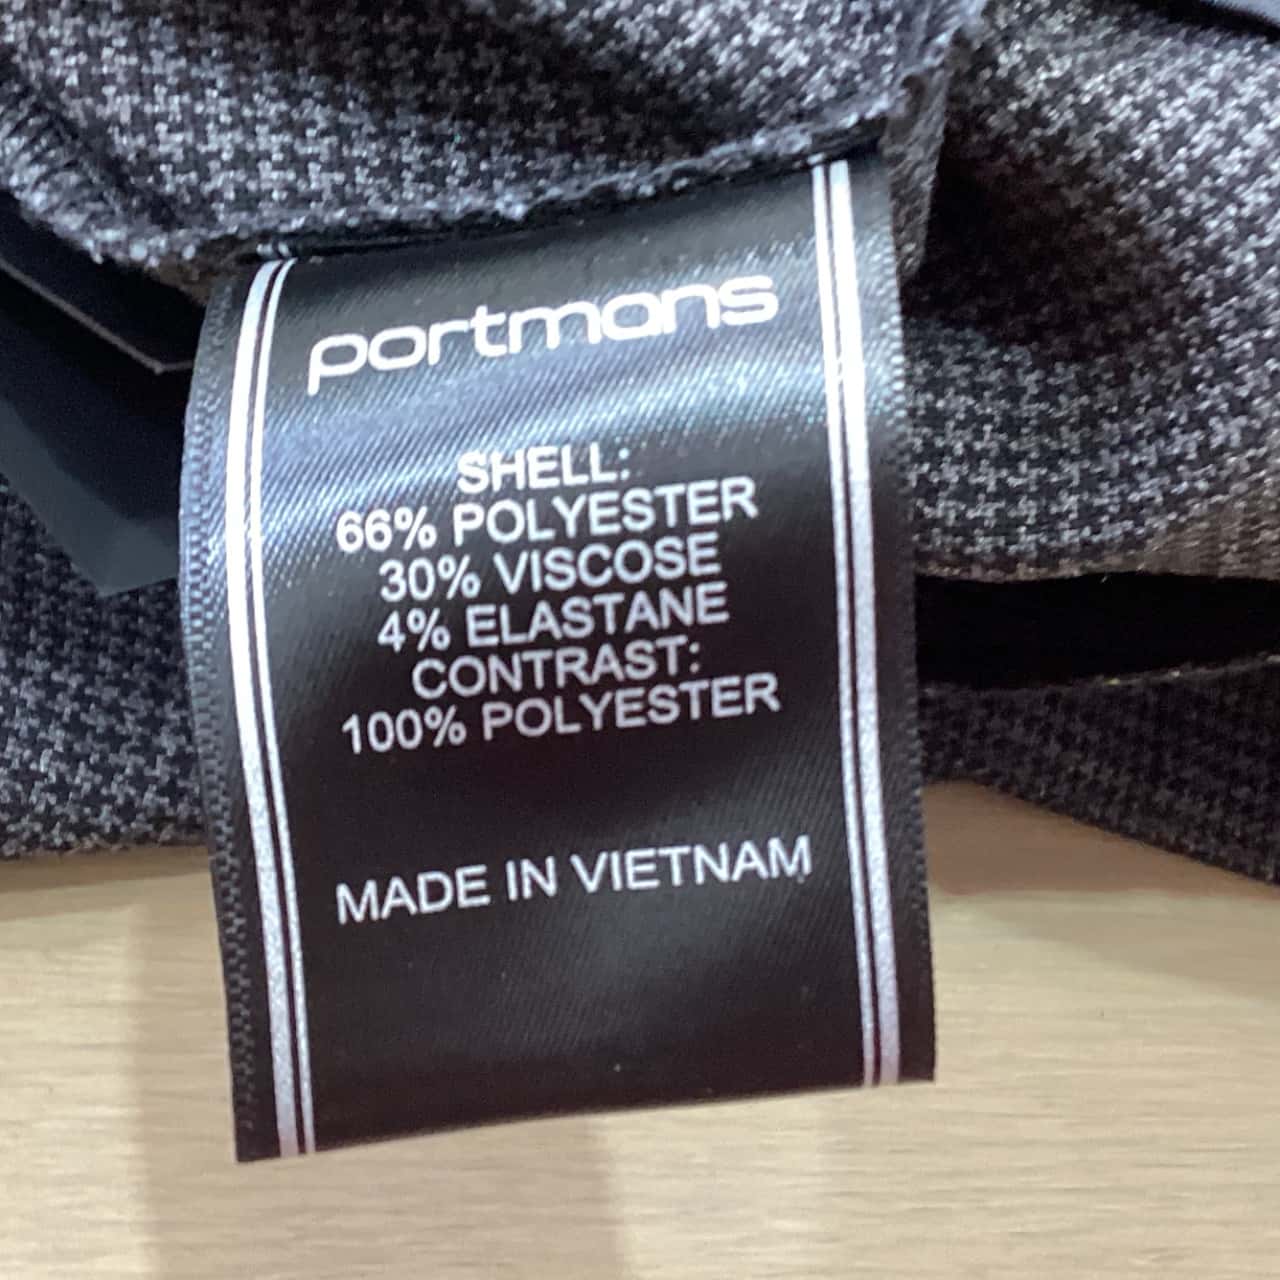 portmans
SHELL:
66% POLYESTER
30% VISCOSE
4% ELASTANE
CONTRAST:
100% POLYESTER
MADE IN VIETNAM